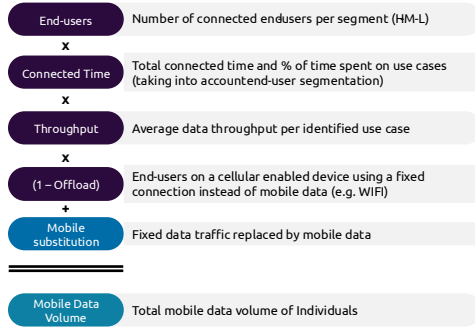 End-users
Number of connected endusers per segment (HM-L)
x
Connected Time
Total connected time and % of time spent on use cases
(taking into accountend-user segmentation)
x
Throughput
Average data throughput per identified use case
x
(1 – Offload)
End-users on a cellular enabled device using a fixed
connection instead of mobile data (e.g. WIFI)
+
Mobile
substitution
Fixed data traffic replaced by mobile data
Mobile Data
Volume
Total mobile data volume of Individuals